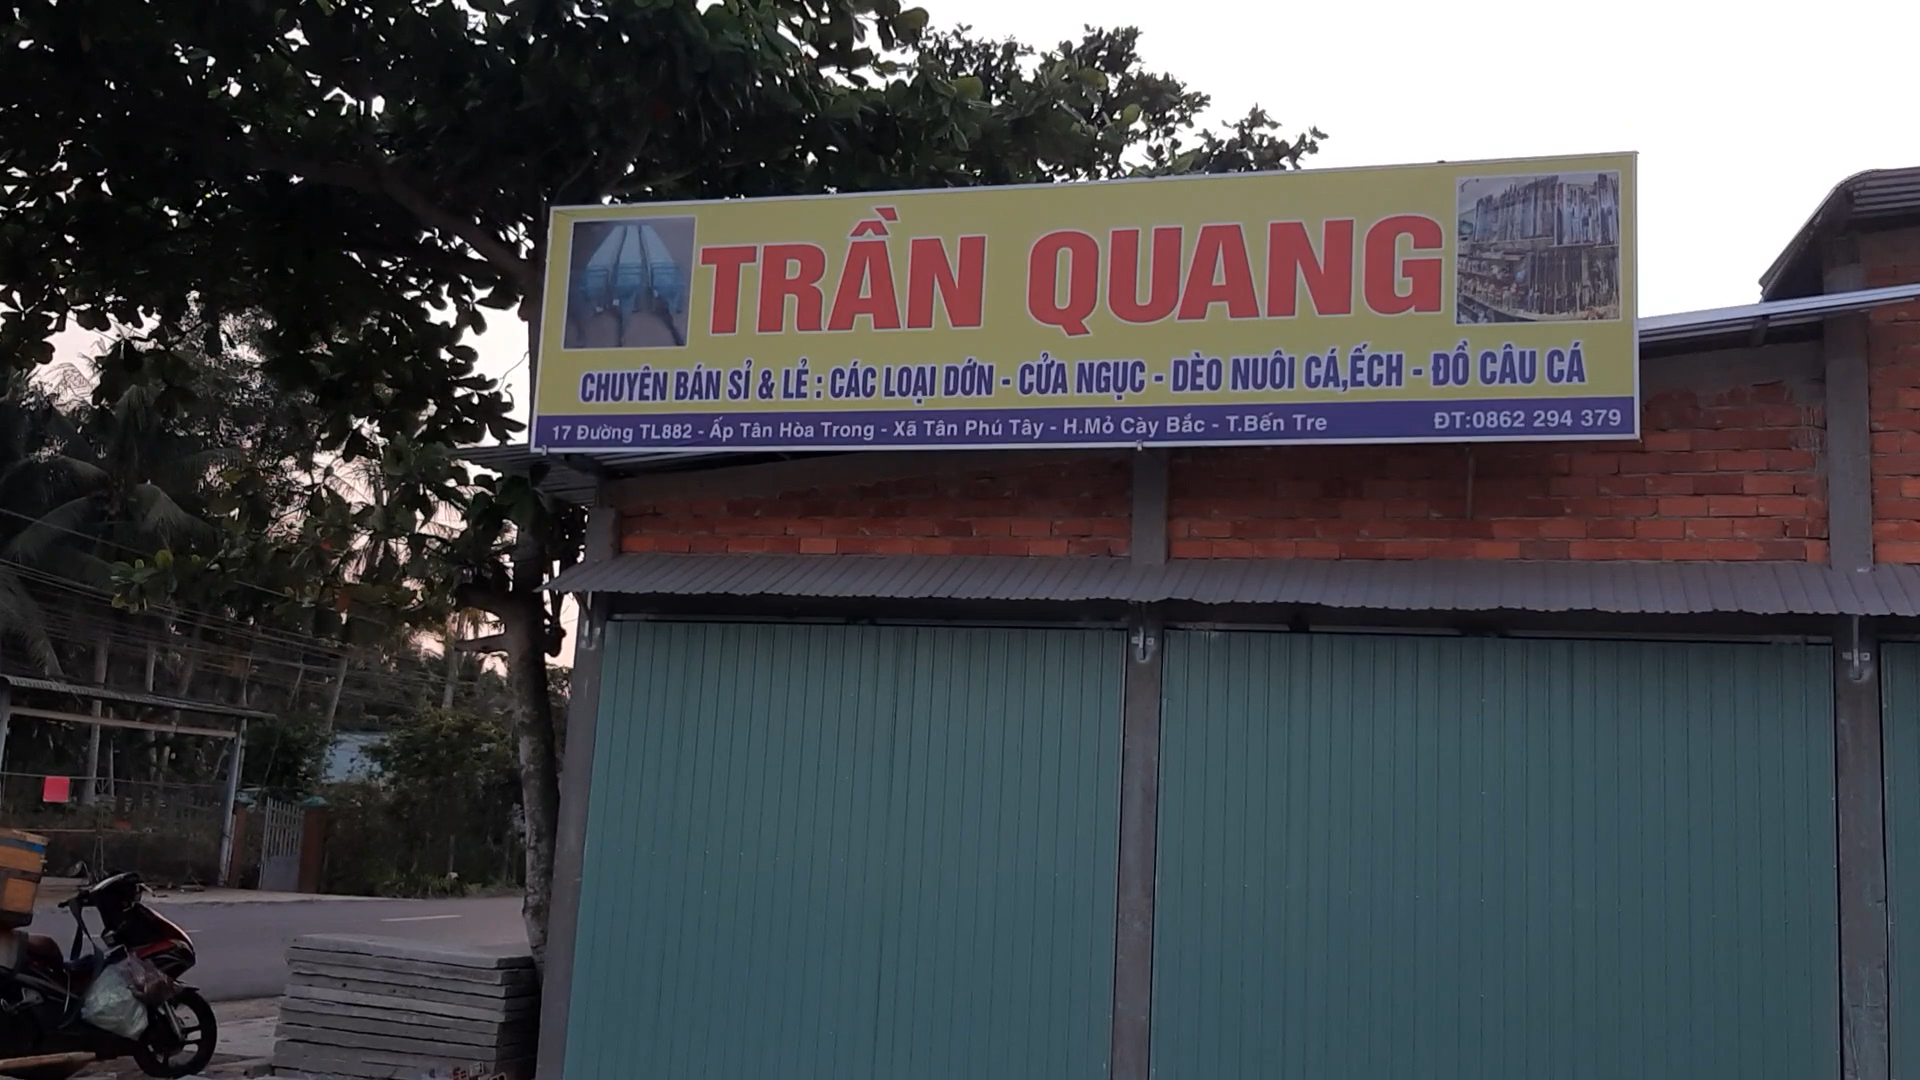 TRẦN QUANG
CHUYÊN BÁN SỈ & LẺ : CÁC LOẠI DỚN - CỬA NGỤC - DÈO NUÔI CÁ,ẾCH - ĐỒ CÂU CÁ
17 Đường TL882 - Ấp Tân Hòa Trong - Xã Tân Phú Tây - H.Mỏ Cày Bắc - T.Bến Tre ĐT:0862 294 379